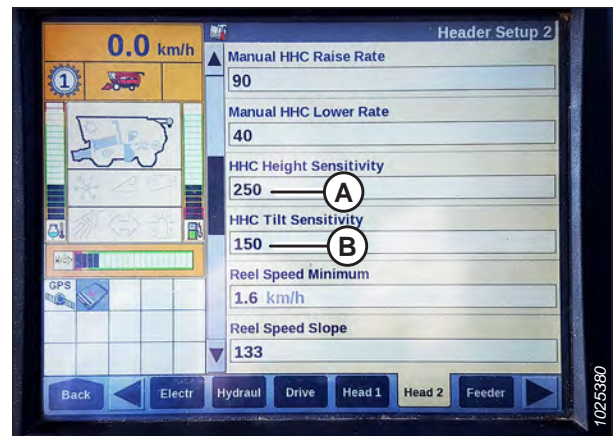 0.0 km/h
Header Setup 2
1
Manual HHC Raise Rate
90
Manual HHC Lower Rate
40
HHC Height Sensitivity
250
A
HHC Tilt Sensitivity
150
B
Reel Speed Minimum
1.6 km/h
GPS
Reel Speed Slope
133
Back
Electr
Hydraul
Drive
Head 1
Head 2
Feeder
1025380